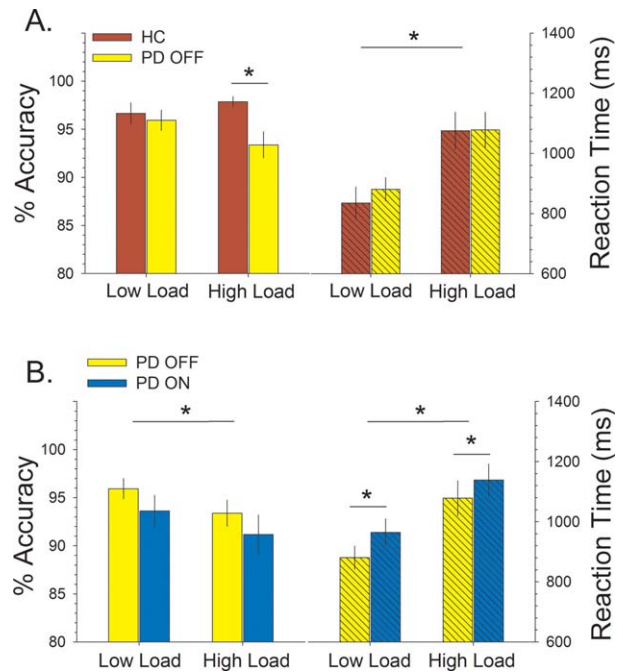 A.
HC
PD OFF
% Accuracy
100
95
90
85
80
*
*
1400
1200
1000
800
600
Reaction Time (ms)
Low Load High Load Low Load High Load
B.
PD OFF
PD ON
% Accuracy
100
95
90
85
80
*
*
*
*
1400
1200
1000
800
600
Reaction Time (ms)
Low Load High Load Low Load High Load